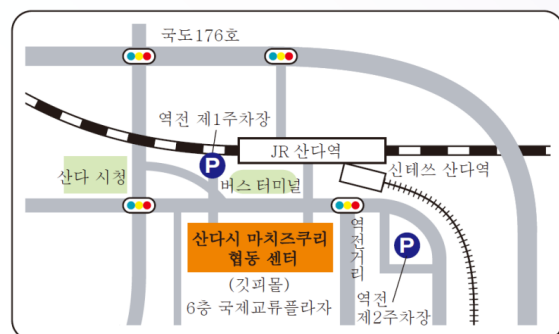 국도176호
역전 제1주차장
P
JR 산다역
산다 시청
버스 터미널
신테쓰 산다역
산다시 마치즈쿠리
협동 센터
(깃피몰)
6층 국제교류플라자
역전거리
P
역전
제2주차장